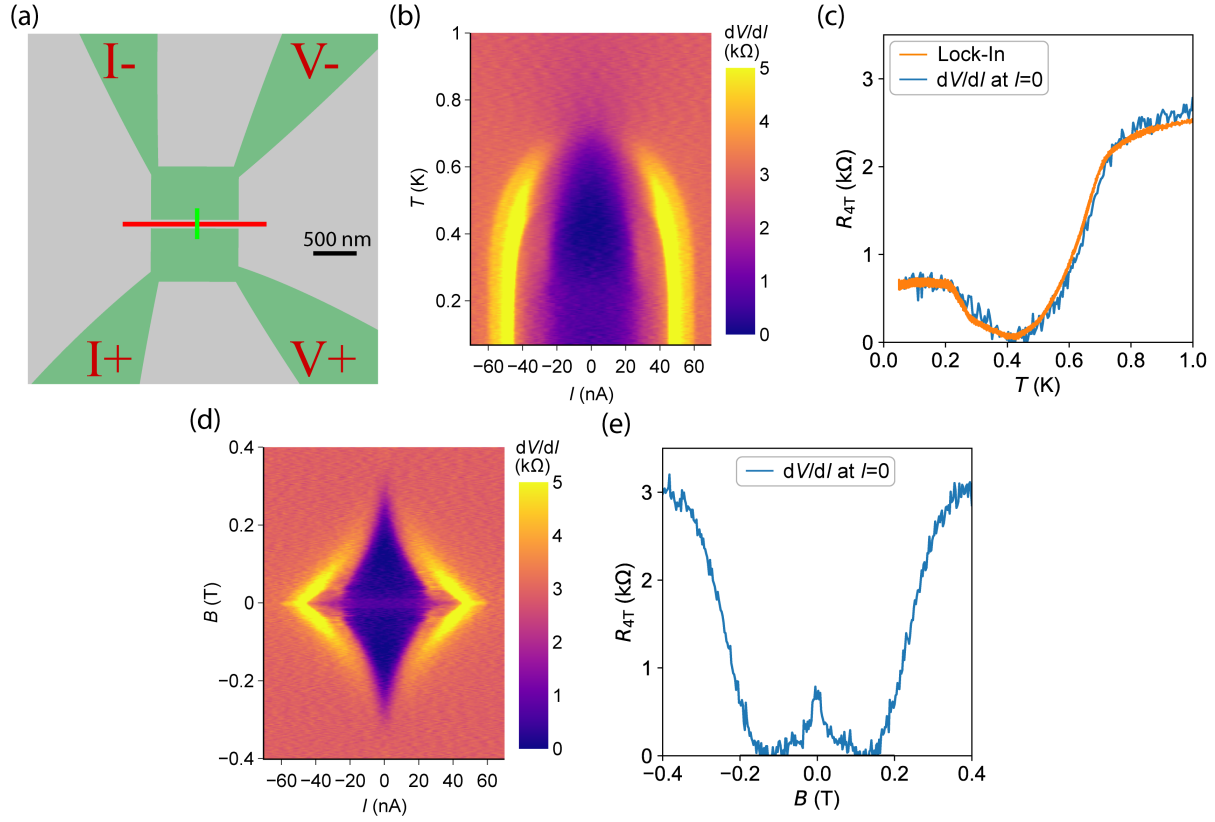 (a)
I-
V-
500 nm
I+
V+
(b)
1
0.8
0.6
0.4
0.2
T (K)
−60 −40 −20 0 20 40 60
I (nA)
dV/dI
(kΩ)
5
4
3
2
1
0
(c)
Lock-In
dV/dI at I=0
3
2
1
0
R4T (kΩ)
0.0 0.2 0.4 0.6 0.8 1.0
T (K)
(d)
0.4
0.2
0
−0.2
−0.4
B (T)
−60 −40 −20 0 20 40 60
I (nA)
dV/dI
(kΩ)
5
4
3
2
1
0
(e)
dV/dI at I=0
3
2
1
0
R4T (kΩ)
−0.4 −0.2 0.0 0.2 0.4
B (T)